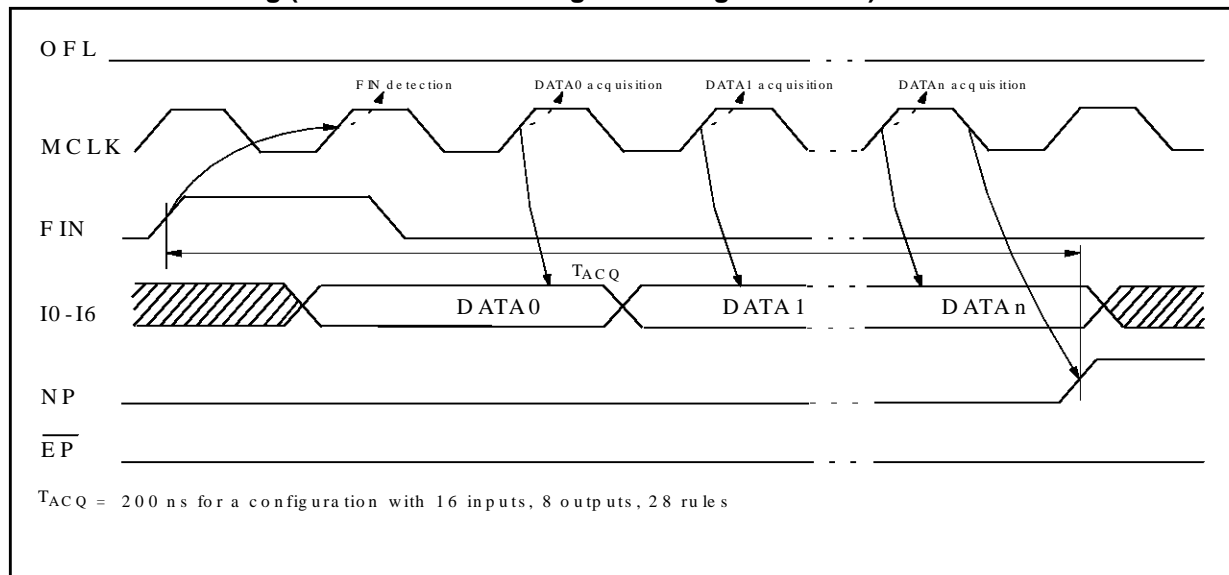 OFL
FIN detection DATA0 acquisition DATA1 acquisition DATAn acquisition
MCLK
FIN
TACQ
I0-I6 DATA0 DATA1 DATAn
NP
EP
TACQ = 200 ns for a configuration with 16 inputs, 8 outputs, 28 rules